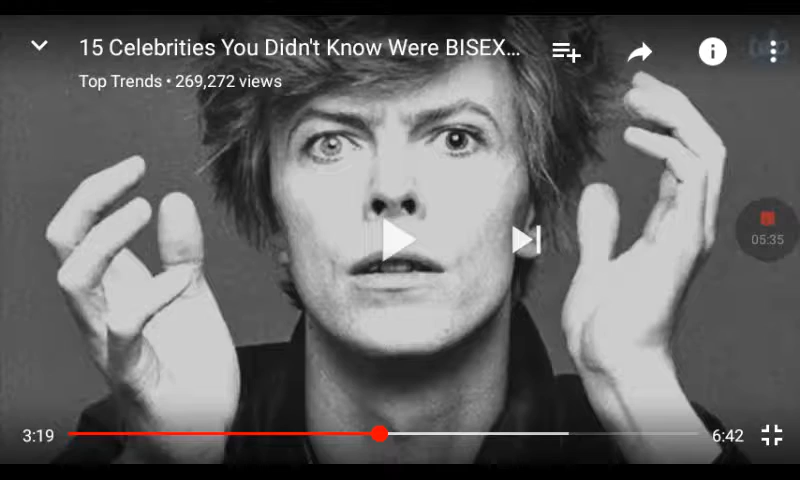 15 Celebrities You Didn't Know Were BISEX...
Top Trends • 269,272 views
05:35
3:19
6:42